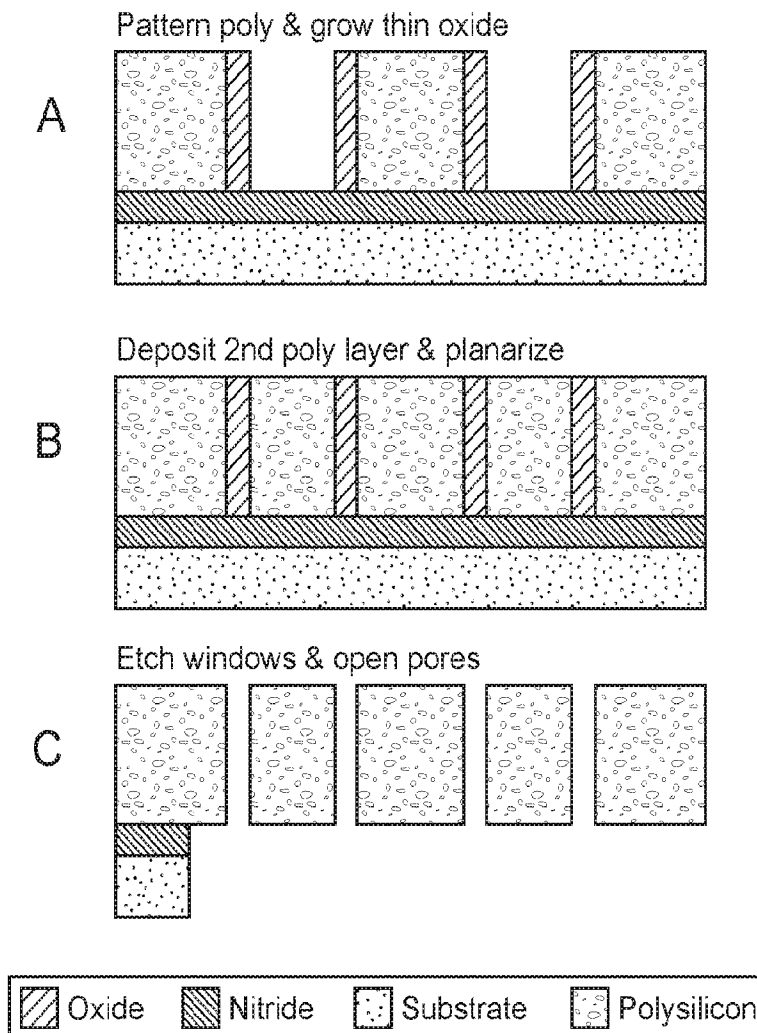 Pattern poly & grow thin oxide
A
Deposit 2nd poly layer & planarize
B
Etch windows & open pores
C
Oxide Nitride Substrate Polysilicon